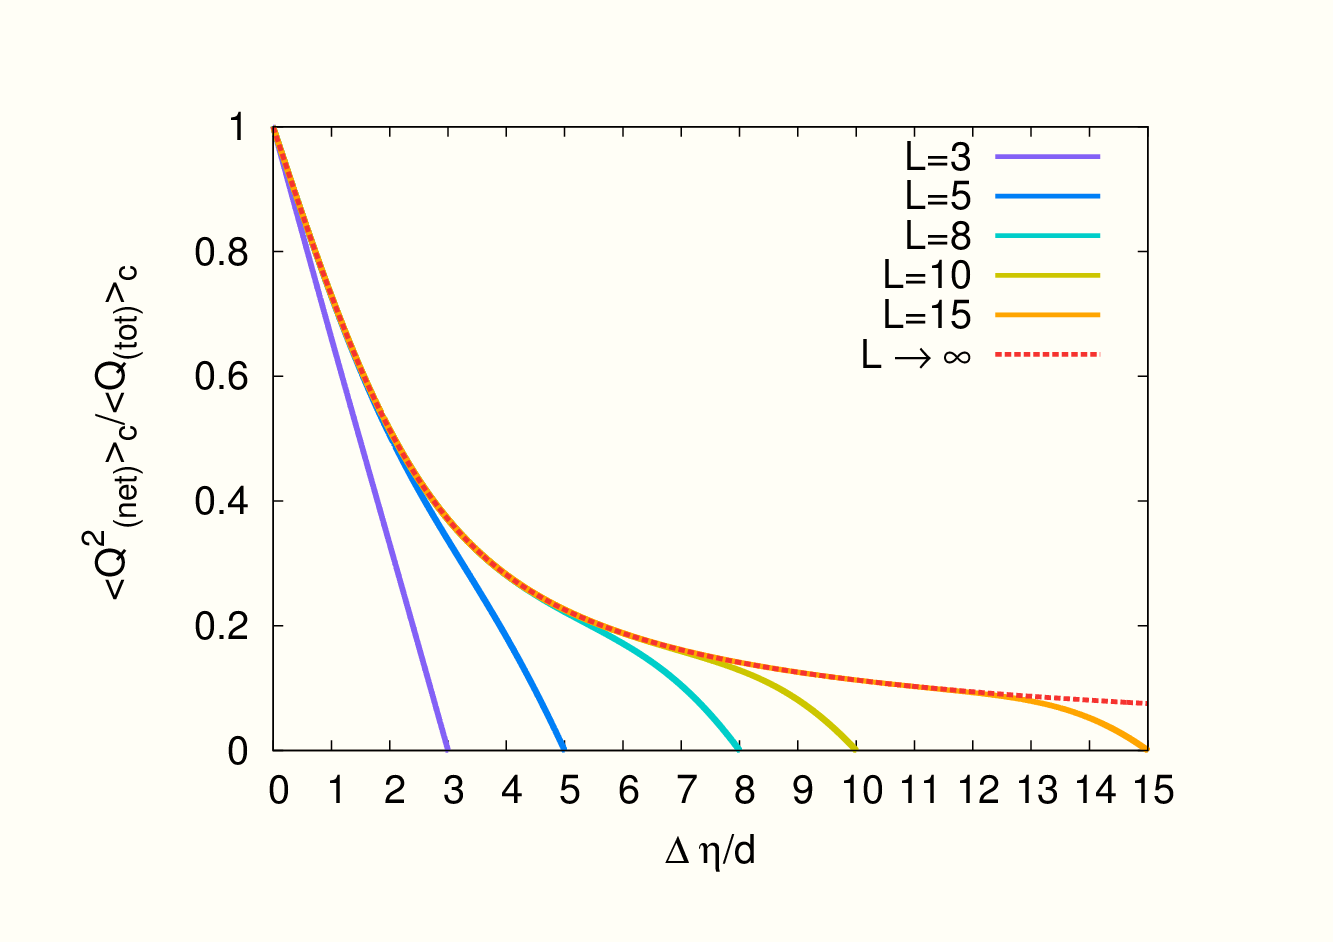 <Q²(net)>c/<Q(tot)>c
1
0.8
0.6
0.4
0.2
0
L=3
L=5
L=8
L=10
L=15
L → ∞
0 1 2 3 4 5 6 7 8 9 10 11 12 13 14 15
Δ η/d